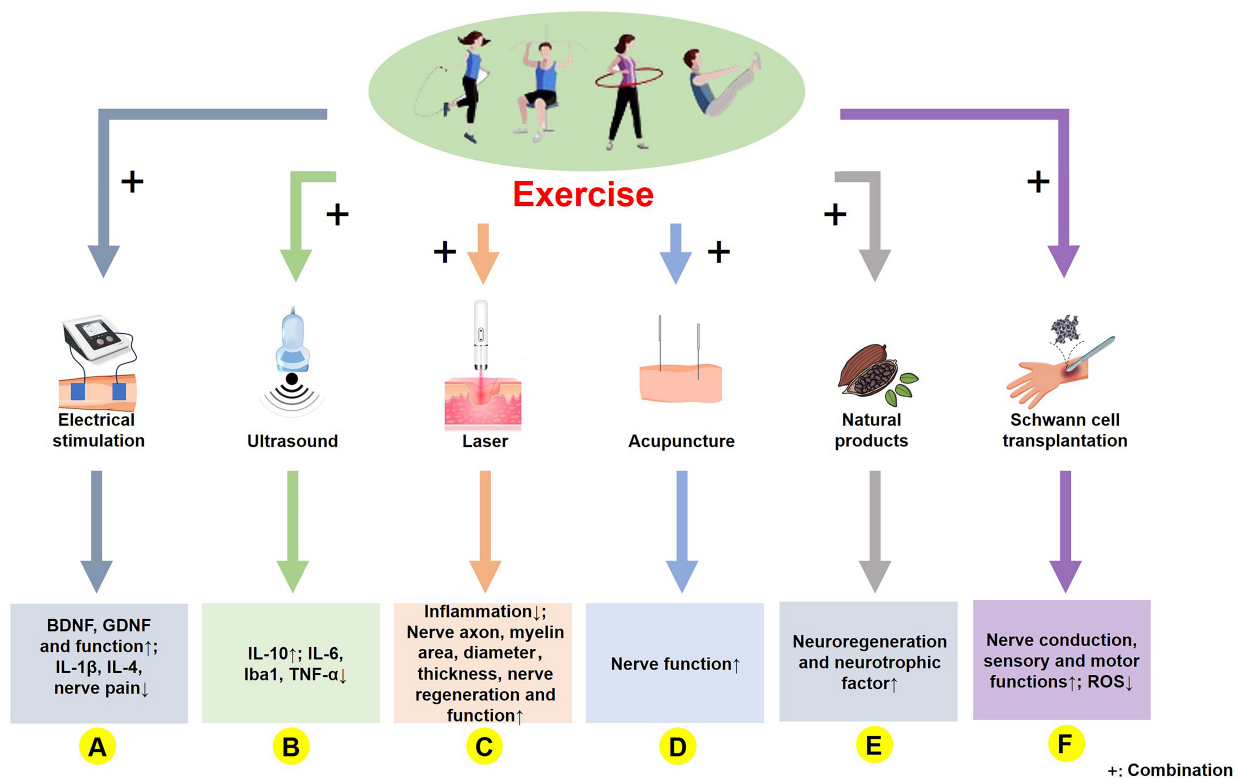 Exercise
+
+
+
+
+
+
Electrical
stimulation
Ultrasound
Laser
Acupuncture
Natural
products
Schwann cell
transplantation
BDNF, GDNF
and function↑;
IL-1β, IL-4,
nerve pain↓
IL-10↑; IL-6,
Iba1, TNF-α↓
Inflammation↓;
Nerve axon, myelin
area, diameter,
thickness, nerve
regeneration and
function↑
Nerve function↑
Neuroregeneration
and neurotrophic
factor↑
Nerve conduction,
sensory and motor
functions↑; ROS↓
A
B
C
D
E
F
+: Combination